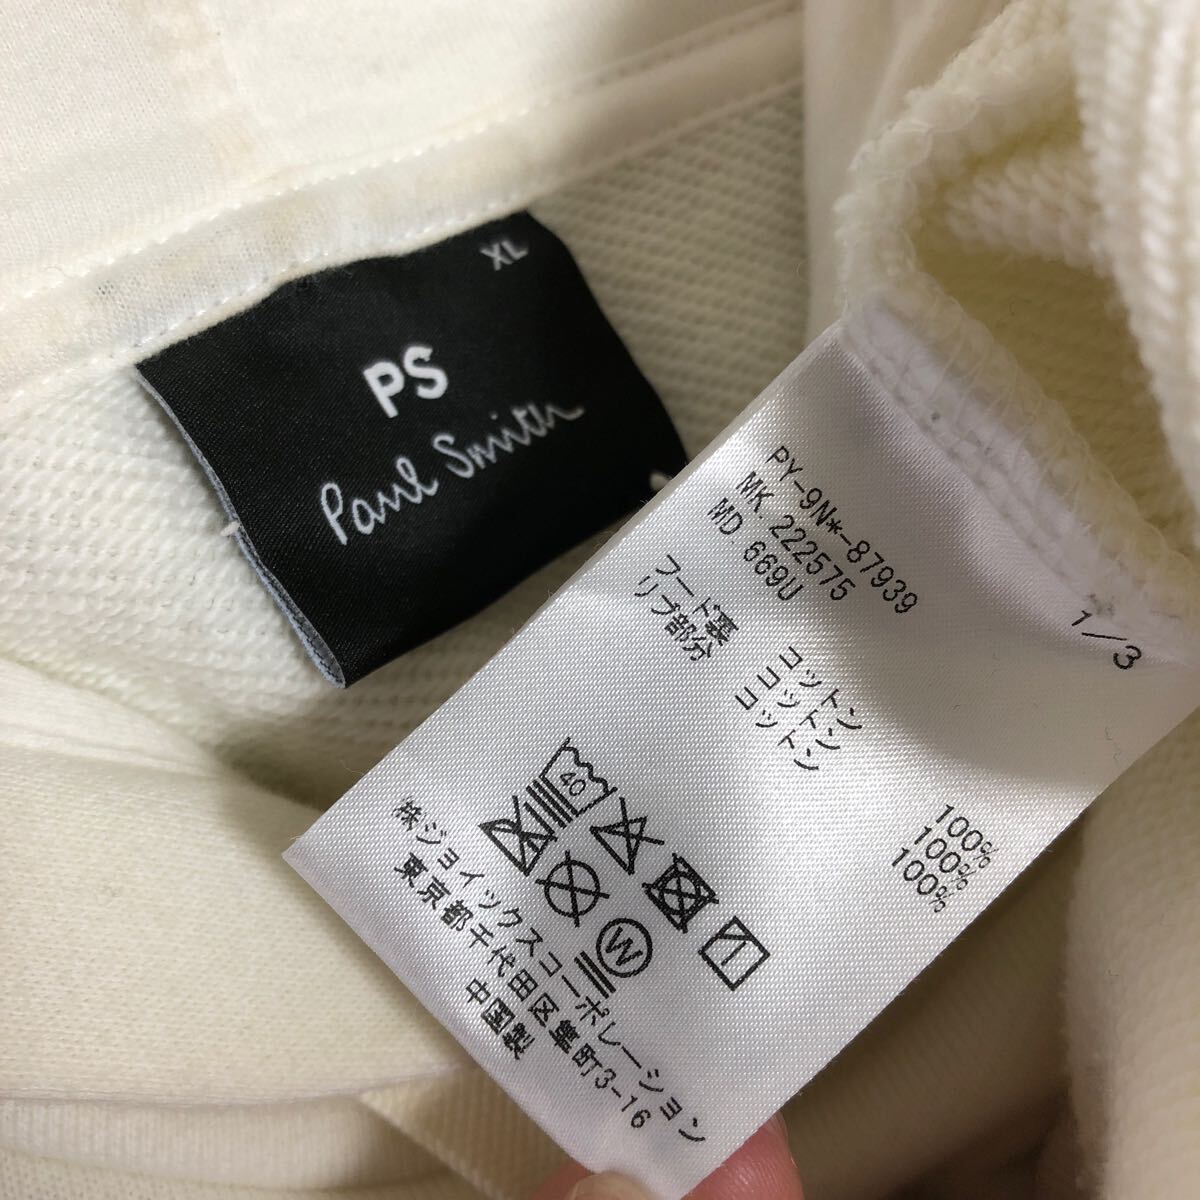 XL
PS
Paul Smith
1/3
PY-9N*-87939
MK. 222575
MD 669U
コットン 100%
フード裏 コットン 100%
リブ部分 コットン 100%
40
W
株ジョイックスコーポレーション
東京都千代田区麴町3-16
中国製